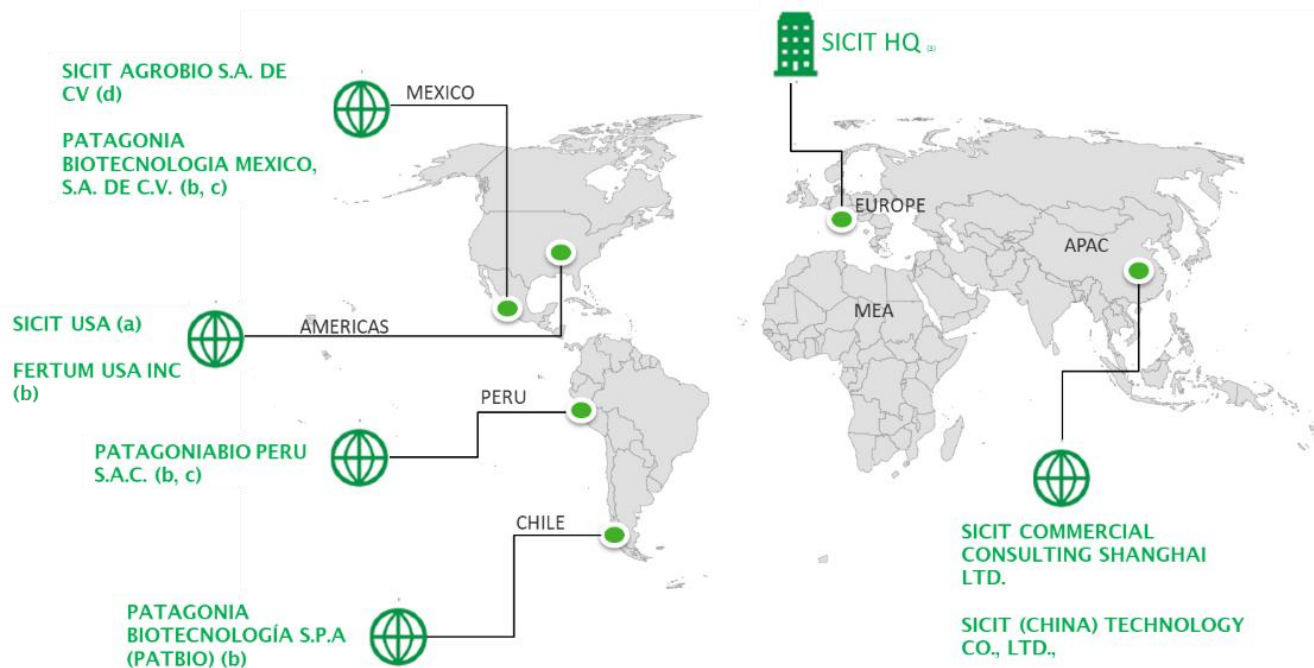 SICIT HQ
SICIT AGROBIO S.A. DE
CV (d)
MEXICO
PATAGONIA
BIOTECNOLOGIA MEXICO,
S.A. DE C.V. (b, c)
EUROPE
APAC
MEA
SICIT USA (a)
AMERICAS
FERTUM USA INC
(b)
PERU
PATAGONIABIO PERU
S.A.C. (b, c)
CHILE
PATAGONIA
BIOTECNOLOGÍA S.P.A
(PATBIO) (b)
SICIT COMMERCIAL
CONSULTING SHANGHAI
LTD.
SICIT (CHINA) TECHNOLOGY
CO., LTD.,